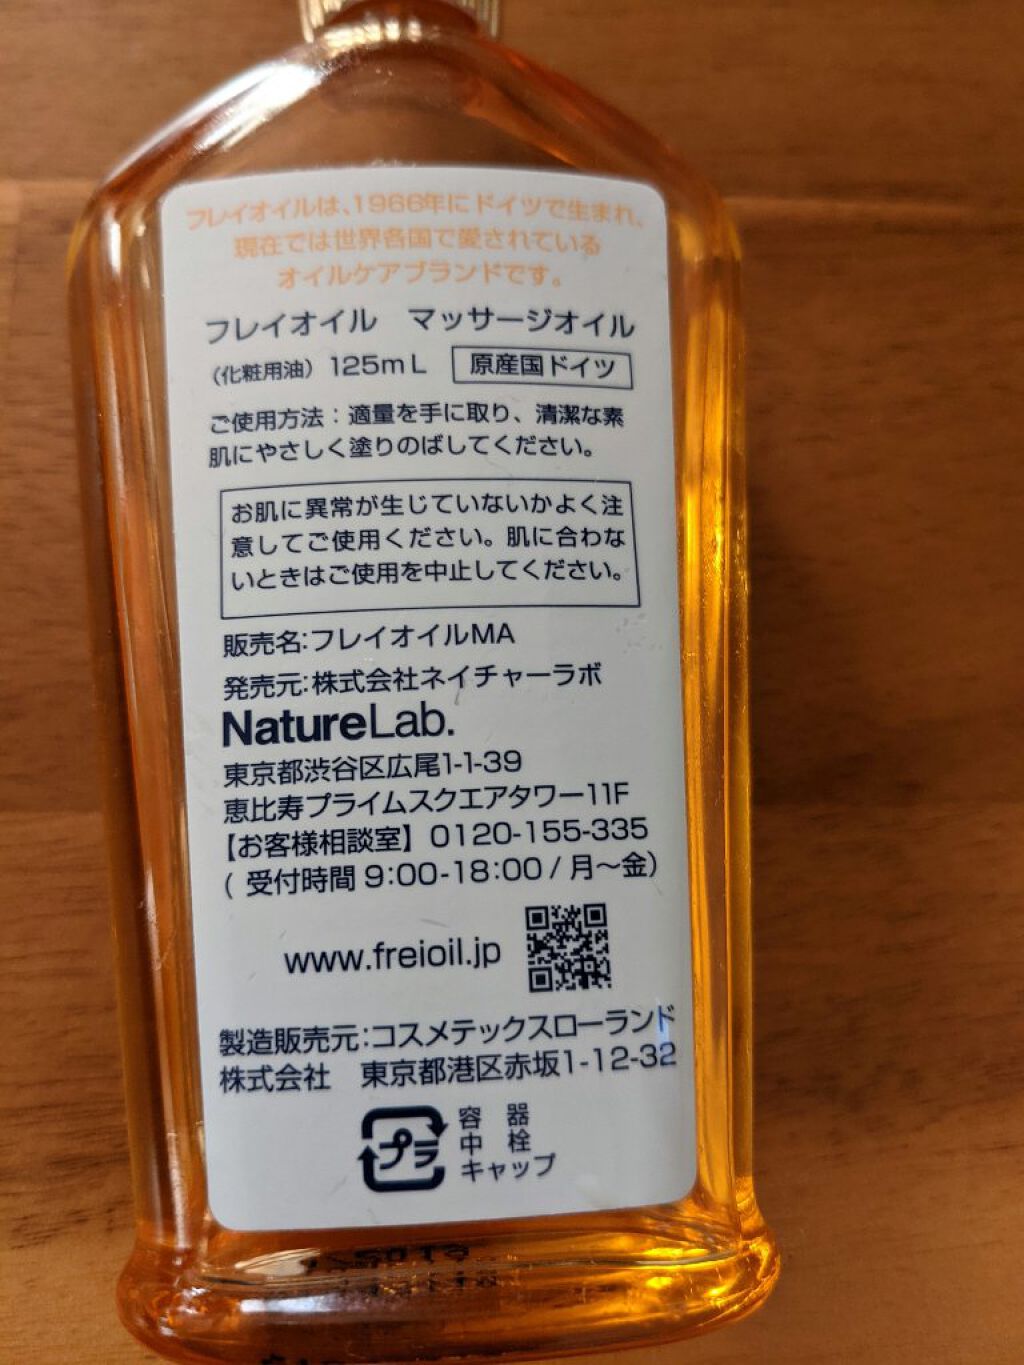 フレイオイルは、1966年にドイツで生まれ、
現在では世界各国で愛されている
オイルケアブランドです。
フレイオイル　マッサージオイル
（化粧用油）125mL 原産国ドイツ
ご使用方法：適量を手に取り、清潔な素
肌にやさしく塗りのばしてください。
お肌に異常が生じていないかよく注
意してご使用ください。肌に合わな
いときはご使用を中止してください。
販売名:フレイオイルMA
発売元:株式会社ネイチャーラボ
NatureLab.
東京都渋谷区広尾1-1-39
恵比寿プライムスクエアタワー11F
【お客様相談室】0120-155-335
( 受付時間 9:00-18:00 / 月〜金)
www.freioil.jp
製造販売元:コスメテックスローランド
株式会社　東京都港区赤坂1-12-32
プラ
容　器
中　栓
キャップ